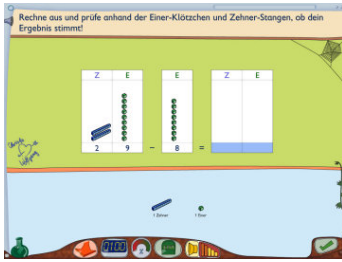 Rechne aus und prüfe anhand der Einer-Klötzchen und Zehner-Stangen, ob dein
Ergebnis stimmt!
Z E E Z E
2 9 - 8 =
1 Zehner 1 Einer